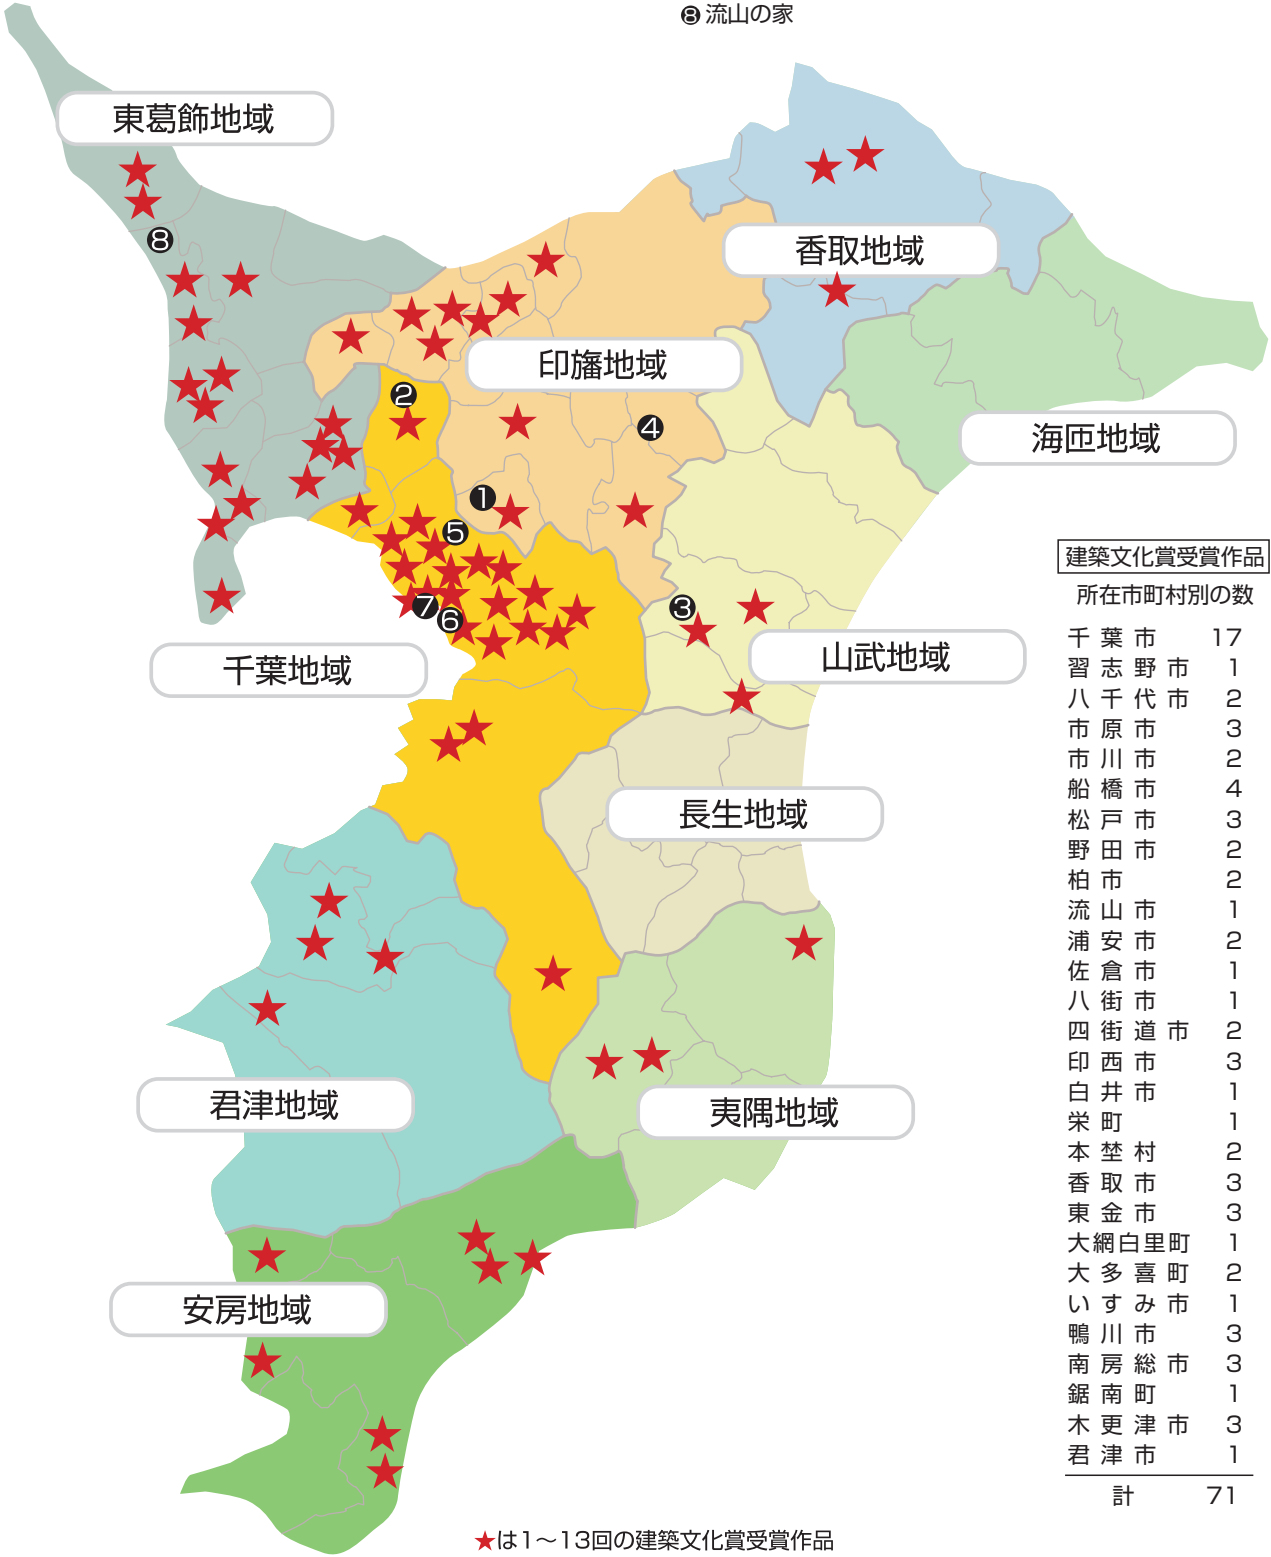 ❽流山の家
東葛飾地域
香取地域
印旛地域
海匝地域
山武地域
千葉地域
長生地域
君津地域
夷隅地域
安房地域
❽
❷
❹
❶
❺
❸
❼
❻
建築文化賞受賞作品
所在市町村別の数
千葉市 17
習志野市 1
八千代市 2
市原市 3
市川市 2
船橋市 4
松戸市 3
野田市 2
柏市 2
流山市 1
浦安市 2
佐倉市 1
八街市 1
四街道市 2
印西市 3
白井市 1
栄町 1
本埜村 2
香取市 3
東金市 3
大網白里町 1
大多喜町 2
いすみ市 1
鴨川市 3
南房総市 3
鋸南町 1
木更津市 3
君津市 1
計 71
★は1～13回の建築文化賞受賞作品